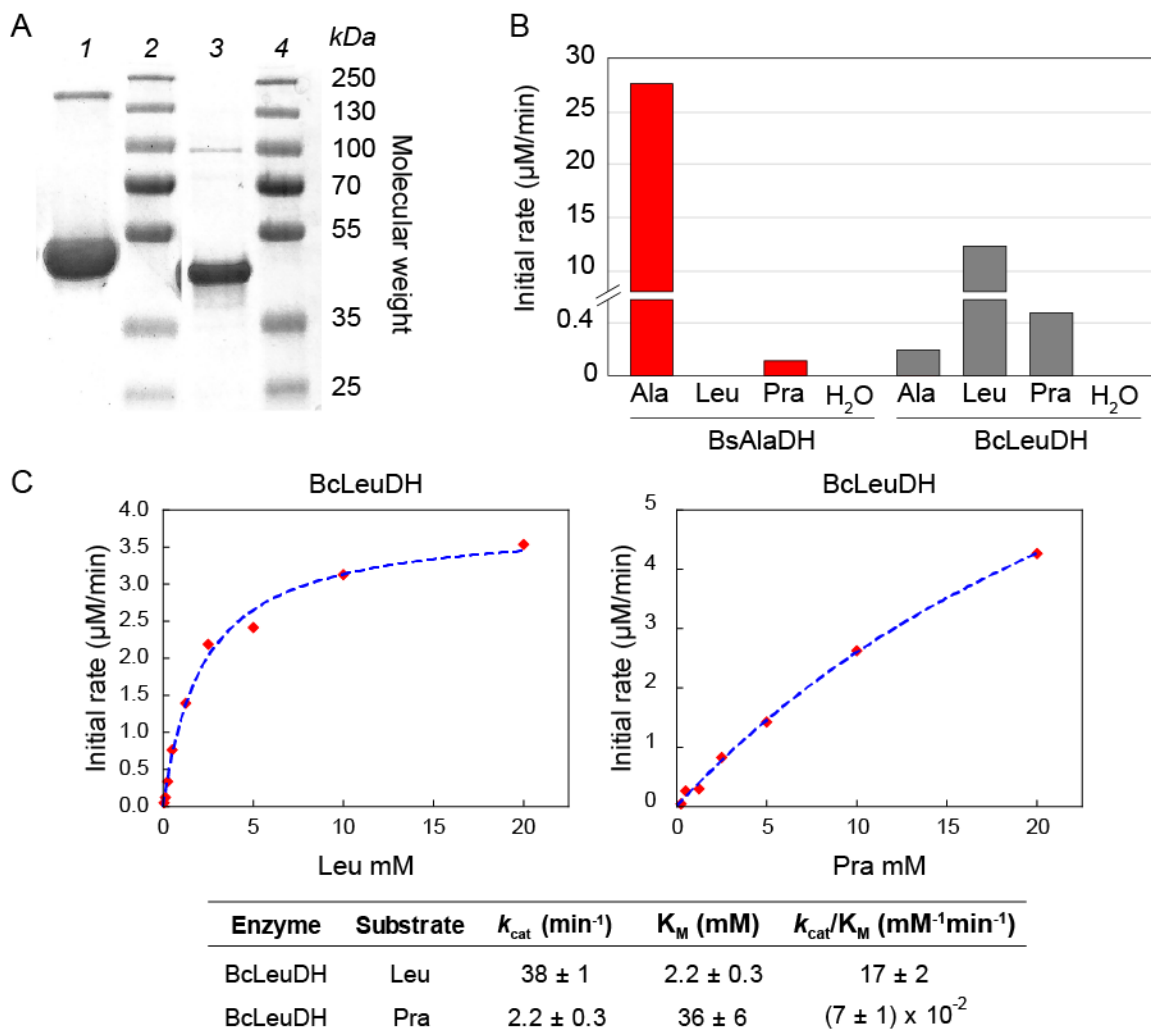 A
1 2 3 4 kDa
250
130
100
70
55
35
25
Molecular weight
B
Initial rate (µM/min)
30
25
20
15
10
0.4
0
Ala Leu Pra H₂O Ala Leu Pra H₂O
BsAlaDH BcLeuDH
C
BcLeuDH
Initial rate (µM/min)
4.0
3.5
3.0
2.5
2.0
1.5
1.0
0.5
0.0
0 5 10 15 20
Leu mM
BcLeuDH
Initial rate (µM/min)
5
4
3
2
1
0
0 5 10 15 20
Pra mM
Enzyme Substrate k_cat (min⁻¹) K_M (mM) k_cat/K_M (mM⁻¹min⁻¹)
BcLeuDH Leu 38 ± 1 2.2 ± 0.3 17 ± 2
BcLeuDH Pra 2.2 ± 0.3 36 ± 6 (7 ± 1) x 10⁻²